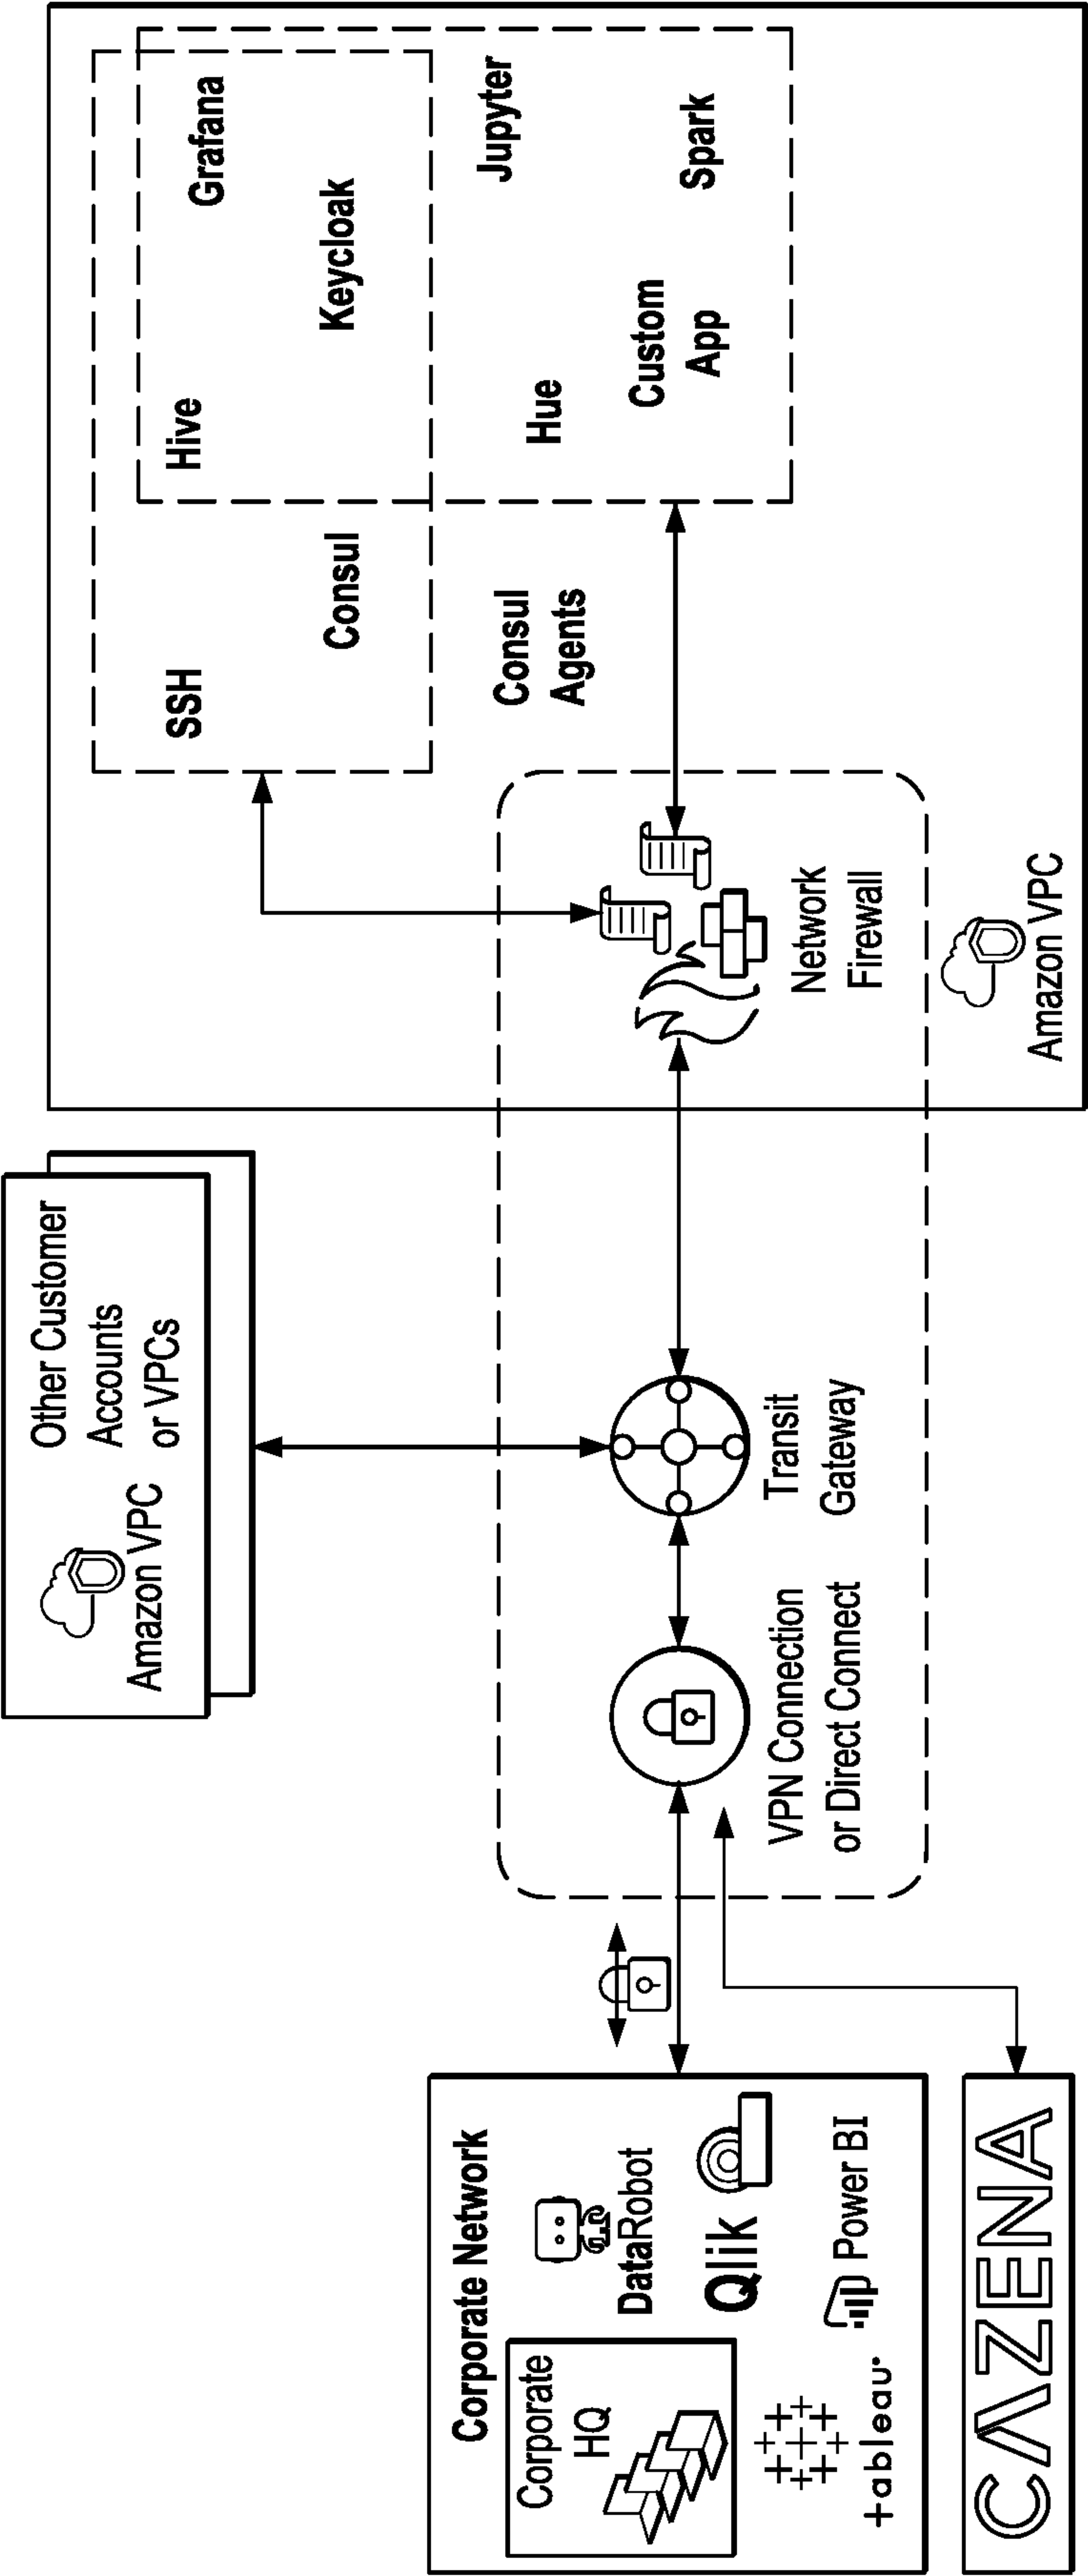 Corporate Network
Corporate
HQ
DataRobot
Qlik
+ableau
Power BI
CAZENA
VPN Connection
or Direct Connect
Transit
Gateway
Other Customer
Accounts
or VPCs
Amazon VPC
Network
Firewall
Amazon VPC
SSH
Consul
Consul
Agents
Hive
Grafana
Keycloak
Jupyter
Hue
Custom
App
Spark